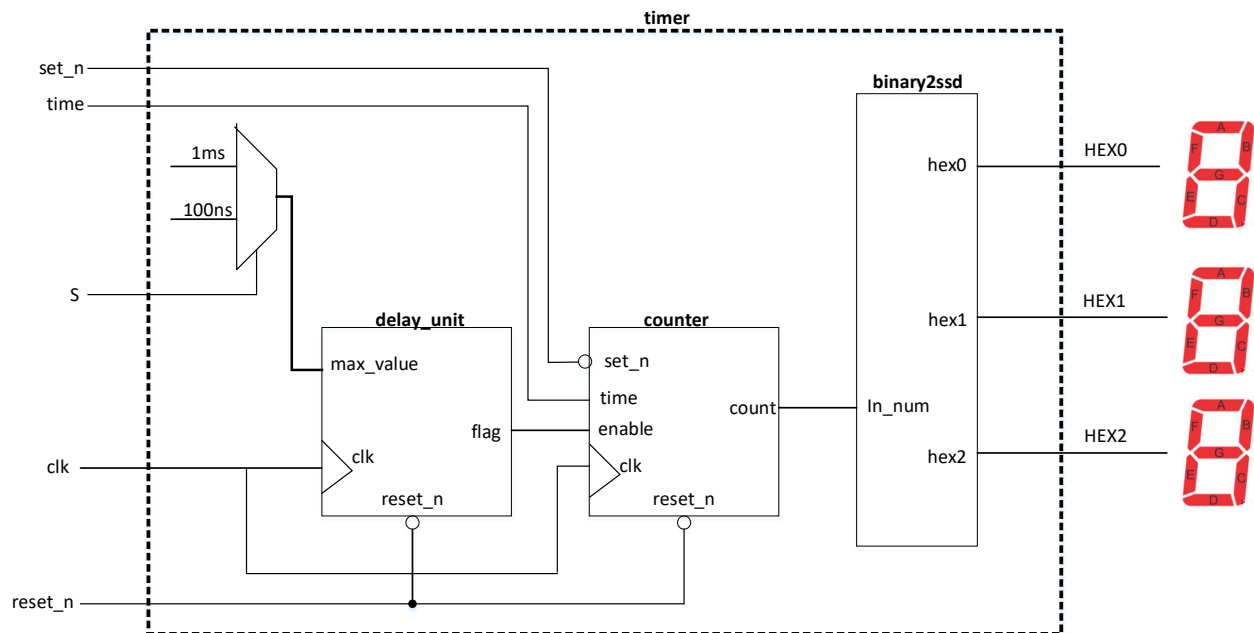 timer
set_n
time
binary2ssd
1ms
100ns
S
hex0
HEX0
A
F
B
G
E
C
D
delay_unit
counter
hex1
HEX1
A
F
B
G
E
C
D
max_value
set_n
time
flag
enable
count
In_num
clk
clk
clk
hex2
HEX2
A
F
B
G
E
C
D
reset_n
reset_n
reset_n